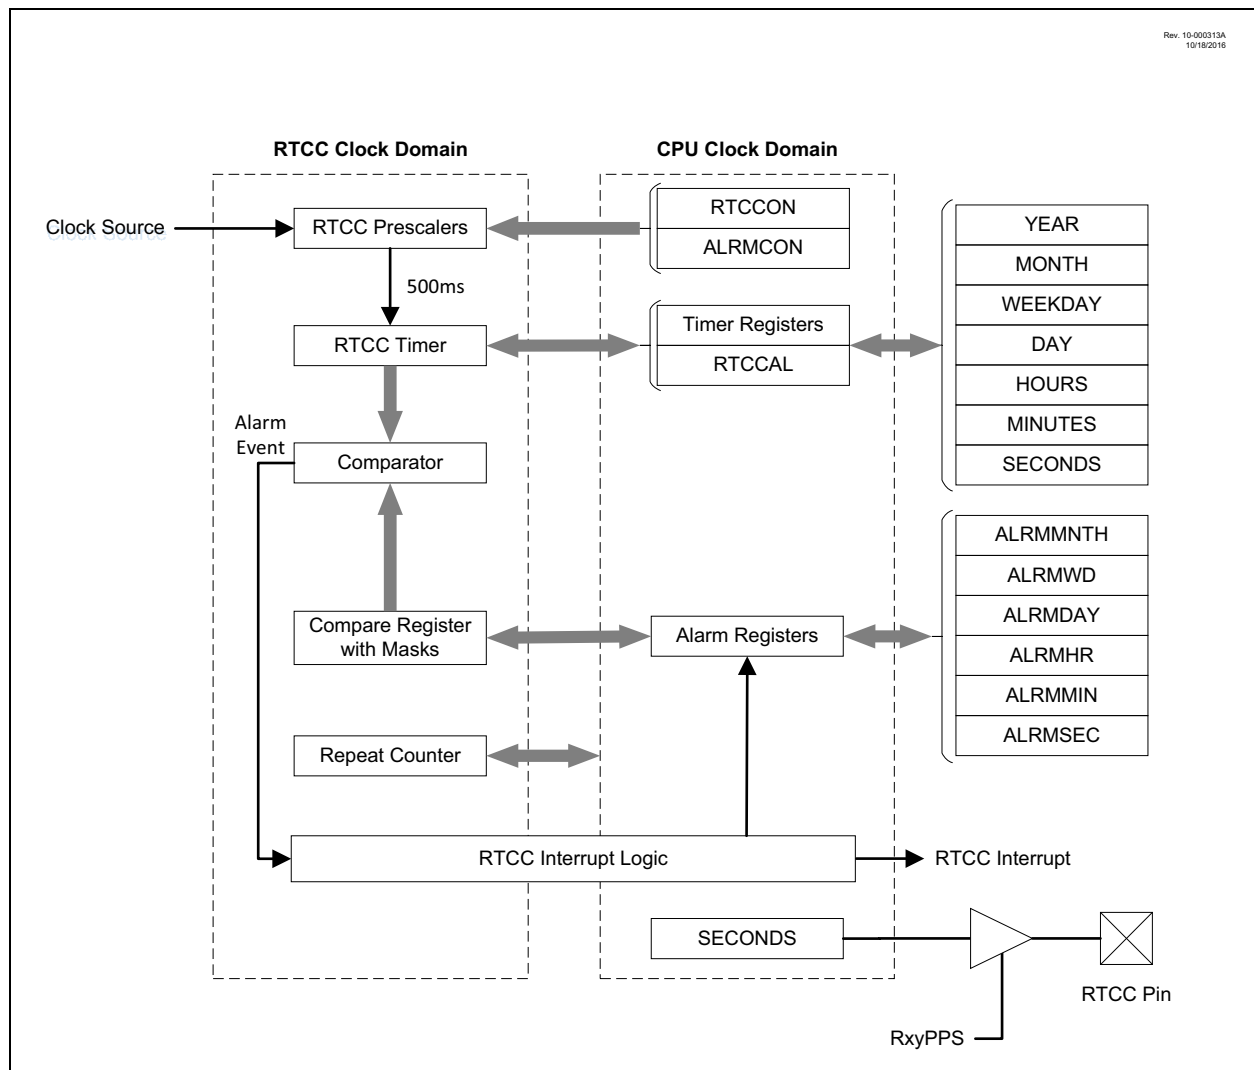 Rev. 10-000313A
10/18/2016
RTCC Clock Domain
CPU Clock Domain
Clock Source
RTCC Prescalers
RTCCON
ALRMCON
500ms
RTCC Timer
Timer Registers
RTCCAL
YEAR
MONTH
WEEKDAY
DAY
HOURS
MINUTES
SECONDS
Alarm
Event
Comparator
Compare Register
with Masks
Alarm Registers
ALRMMNTH
ALRMWD
ALRMDAY
ALRMHR
ALRMMIN
ALRMSEC
Repeat Counter
RTCC Interrupt Logic
RTCC Interrupt
SECONDS
RTCC Pin
RxyPPS